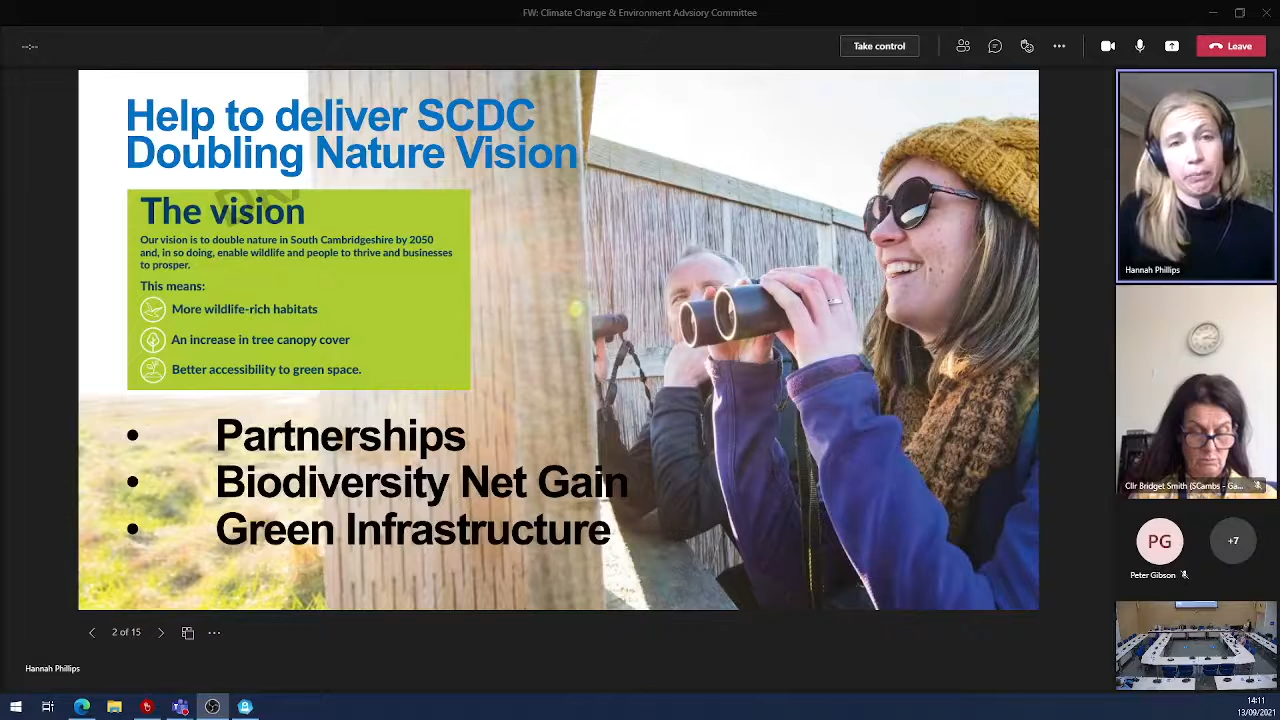 FW: Climate Change & Environment Advsiory Committee
--:--
Take control
Leave
Help to deliver SCDC
Doubling Nature Vision
The vision
Our vision is to double nature in South Cambridgeshire by 2050
and, in so doing, enable wildlife and people to thrive and businesses
to prosper.
This means:
More wildlife-rich habitats
An increase in tree canopy cover
Better accessibility to green space.
• Partnerships
• Biodiversity Net Gain
• Green Infrastructure
Hannah Phillips
Cllr Bridget Smith (SCambs - Ga...
PG
+7
Peter Gibson
2 of 15
Hannah Phillips
14:11
13/09/2021